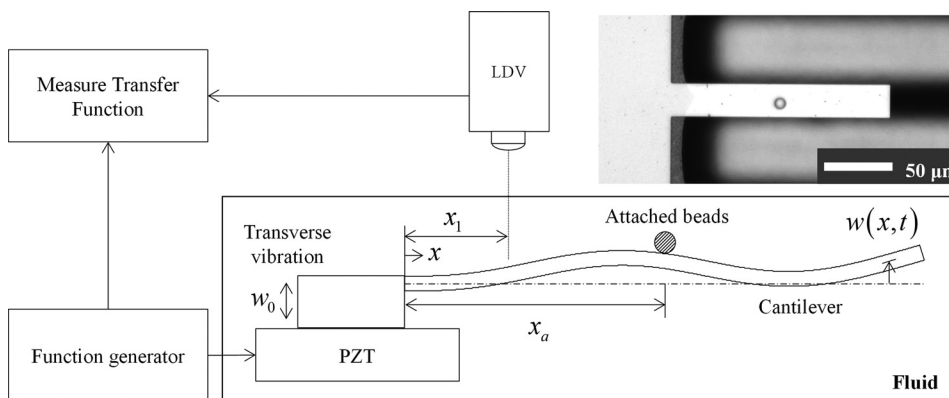 Measure Transfer
Function
LDV
50 μm
Transverse
vibration
x₁
x
Attached beads
w(x,t)
w₀
xₐ
Cantilever
Function generator
PZT
Fluid